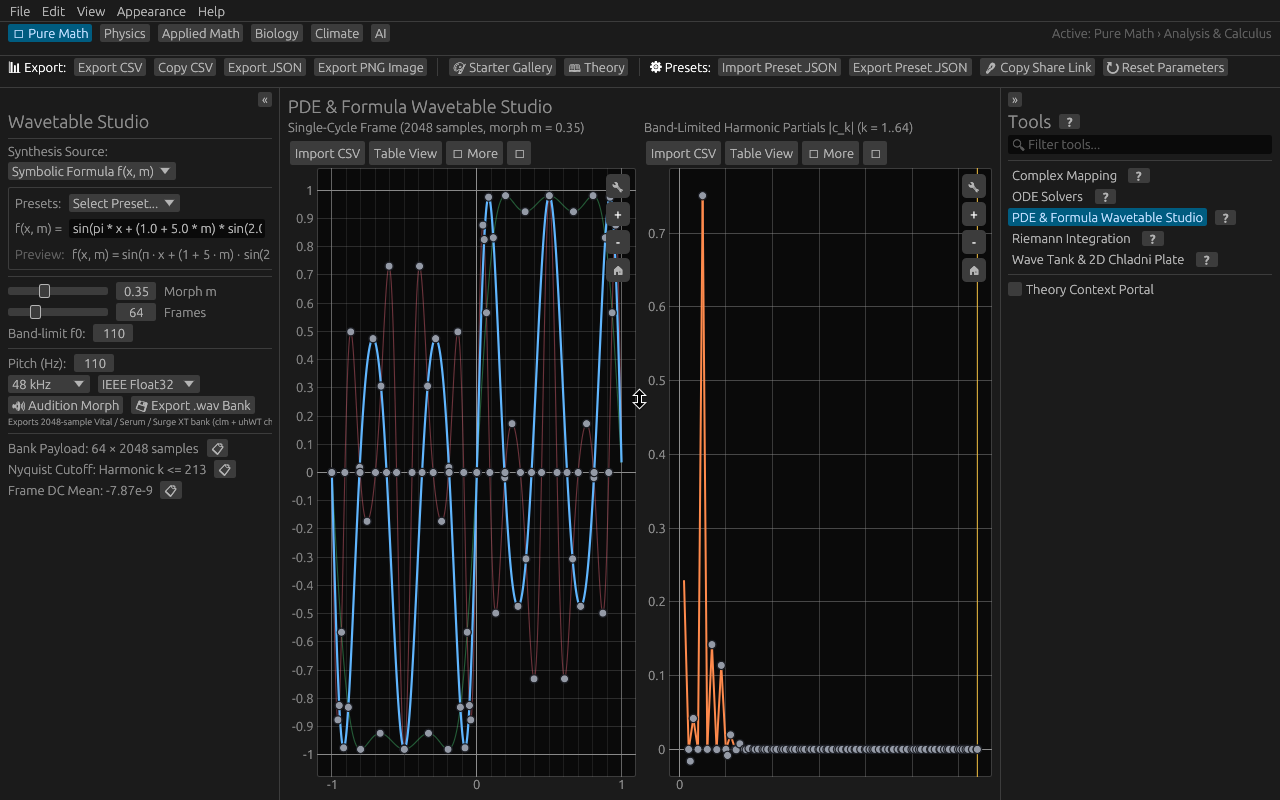 File Edit View Appearance Help
Pure Math Physics Applied Math Biology Climate AI Active: Pure Math › Analysis & Calculus
Export: Export CSV Copy CSV Export JSON Export PNG Image Starter Gallery Theory Presets: Import Preset JSON Export Preset JSON Copy Share Link Reset Parameters
«
Wavetable Studio
Synthesis Source:
Symbolic Formula f(x, m)
Presets: Select Preset...
f(x, m) = sin(pi * x + (1.0 + 5.0 * m) * sin(2.0
Preview: f(x, m) = sin(π · x + (1 + 5 · m) · sin(2
0.35 Morph m
64 Frames
Band-limit f0: 110
Pitch (Hz): 110
48 kHz IEEE Float32
Audition Morph Export .wav Bank
Exports 2048-sample Vital / Serum / Surge XT bank (clm + uhWT ch
Bank Payload: 64 × 2048 samples
Nyquist Cutoff: Harmonic k <= 213
Frame DC Mean: -7.87e-9
PDE & Formula Wavetable Studio
Single-Cycle Frame (2048 samples, morph m = 0.35)
Import CSV Table View More
1
0.9
0.8
0.7
0.6
0.5
0.4
0.3
0.2
0.1
0
-0.1
-0.2
-0.3
-0.4
-0.5
-0.6
-0.7
-0.8
-0.9
-1
-1 0 1
+
-
Band-Limited Harmonic Partials |c_k| (k = 1..64)
Import CSV Table View More
0.7
0.6
0.5
0.4
0.3
0.2
0.1
0
0
+
-
»
Tools ?
Filter tools...
Complex Mapping ?
ODE Solvers ?
PDE & Formula Wavetable Studio ?
Riemann Integration ?
Wave Tank & 2D Chladni Plate ?
Theory Context Portal